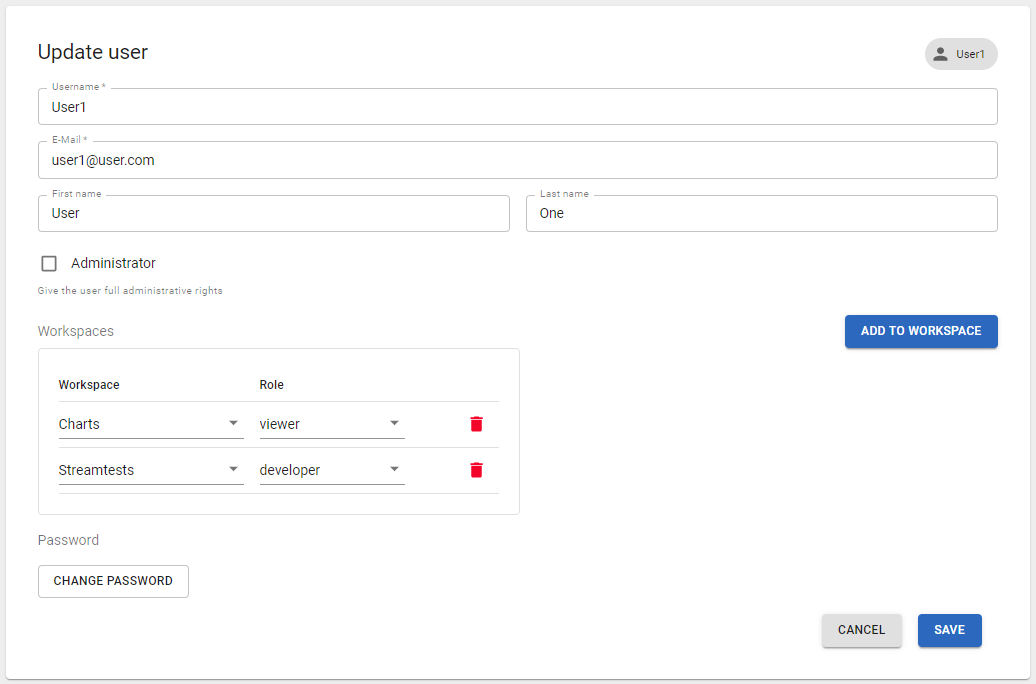 Update user
User1
Username *
User1
E-Mail *
user1@user.com
First name
User
Last name
One
Administrator
Give the user full administrative rights
Workspaces
ADD TO WORKSPACE
Workspace Role
Charts viewer
Streamtests developer
Password
CHANGE PASSWORD
CANCEL SAVE